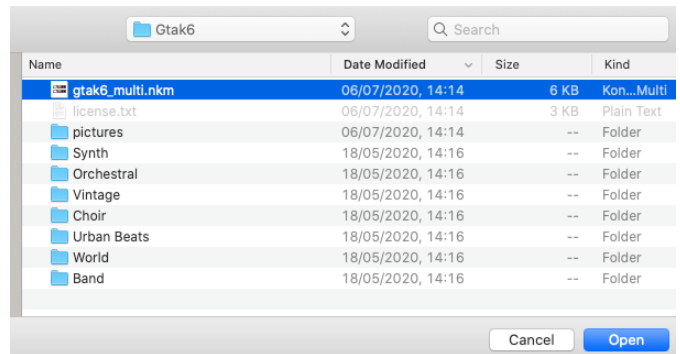 Gtak6 Search
Name Date Modified Size Kind
gtak6_multi.nkm 06/07/2020, 14:14 6 KB Kon...Multi
license.txt 06/07/2020, 14:14 3 KB Plain Text
pictures 06/07/2020, 14:14 -- Folder
Synth 18/05/2020, 14:16 -- Folder
Orchestral 18/05/2020, 14:16 -- Folder
Vintage 18/05/2020, 14:16 -- Folder
Choir 18/05/2020, 14:16 -- Folder
Urban Beats 18/05/2020, 14:16 -- Folder
World 18/05/2020, 14:16 -- Folder
Band 18/05/2020, 14:16 -- Folder
Cancel Open